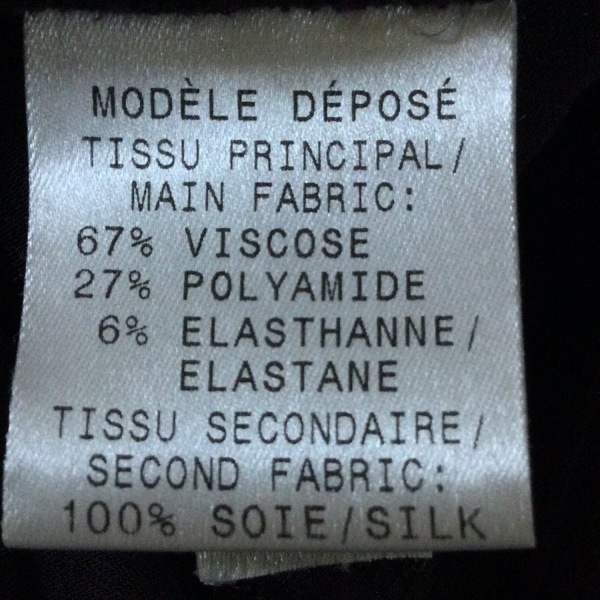 MODÈLE DÉPOSÉ
TISSU PRINCIPAL/
MAIN FABRIC:
67% VISCOSE
27% POLYAMIDE
6% ELASTHANNE/
ELASTANE
TISSU SECONDAIRE/
SECOND FABRIC:
100% SOIE/SILK